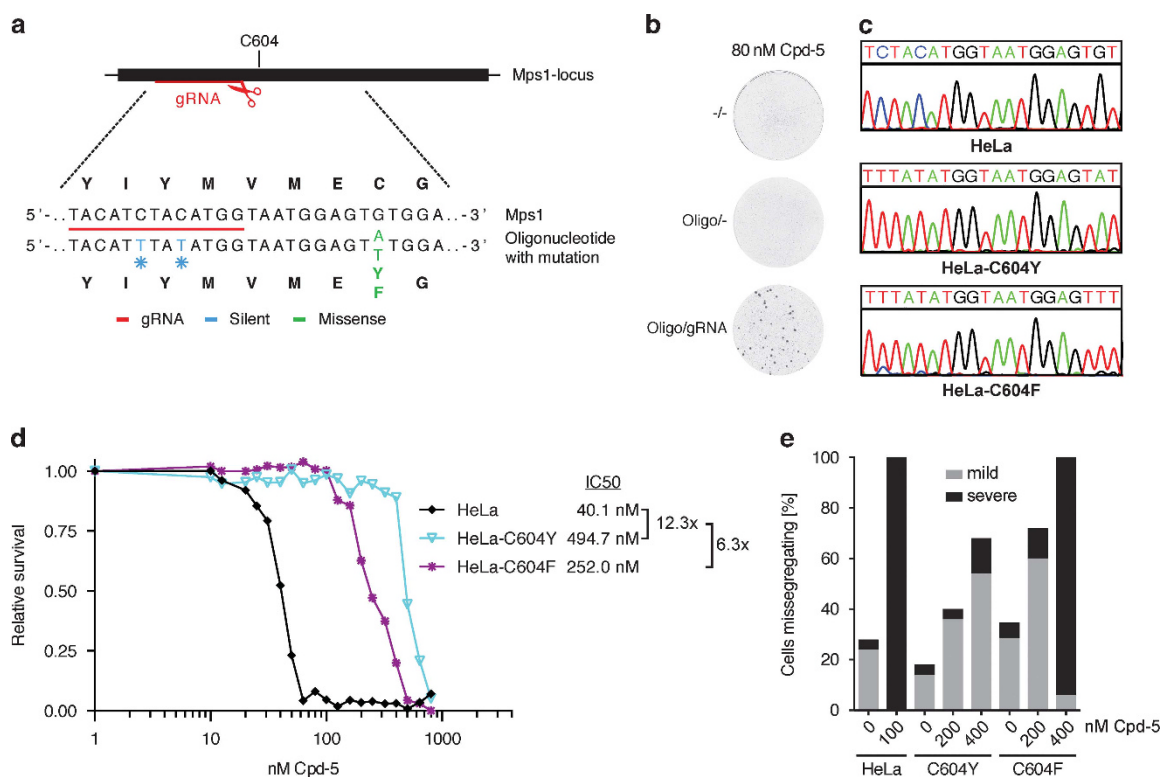 a
C604
Mps1-locus
gRNA
Y I Y M V M E C G
5'-..TACATCTACATGGTAATGGAGTGTGGA..-3' Mps1
5'-..TACATTTATATGGTAATGGAGTATGGA..-3' Oligonucleotide
T with mutation
* *
Y I Y M V M E Y G
F
gRNA Silent Missense
b
80 nM Cpd-5
-/-
Oligo/-
Oligo/gRNA
c
TCTACATGGTAATGGAGTGT
HeLa
TTTATATGGTAATGGAGTAT
HeLa-C604Y
TTTATATGGTAATGGAGTTT
HeLa-C604F
d
Relative survival
1.00
0.75
0.50
0.25
0.00
1 10 100 1000
nM Cpd-5
IC50
HeLa 40.1 nM
HeLa-C604Y 494.7 nM
HeLa-C604F 252.0 nM
12.3x
6.3x
e
Cells missegregating [%]
100
80
60
40
20
0
mild
severe
0 100 0 200 400 0 200 400 nM Cpd-5
HeLa C604Y C604F